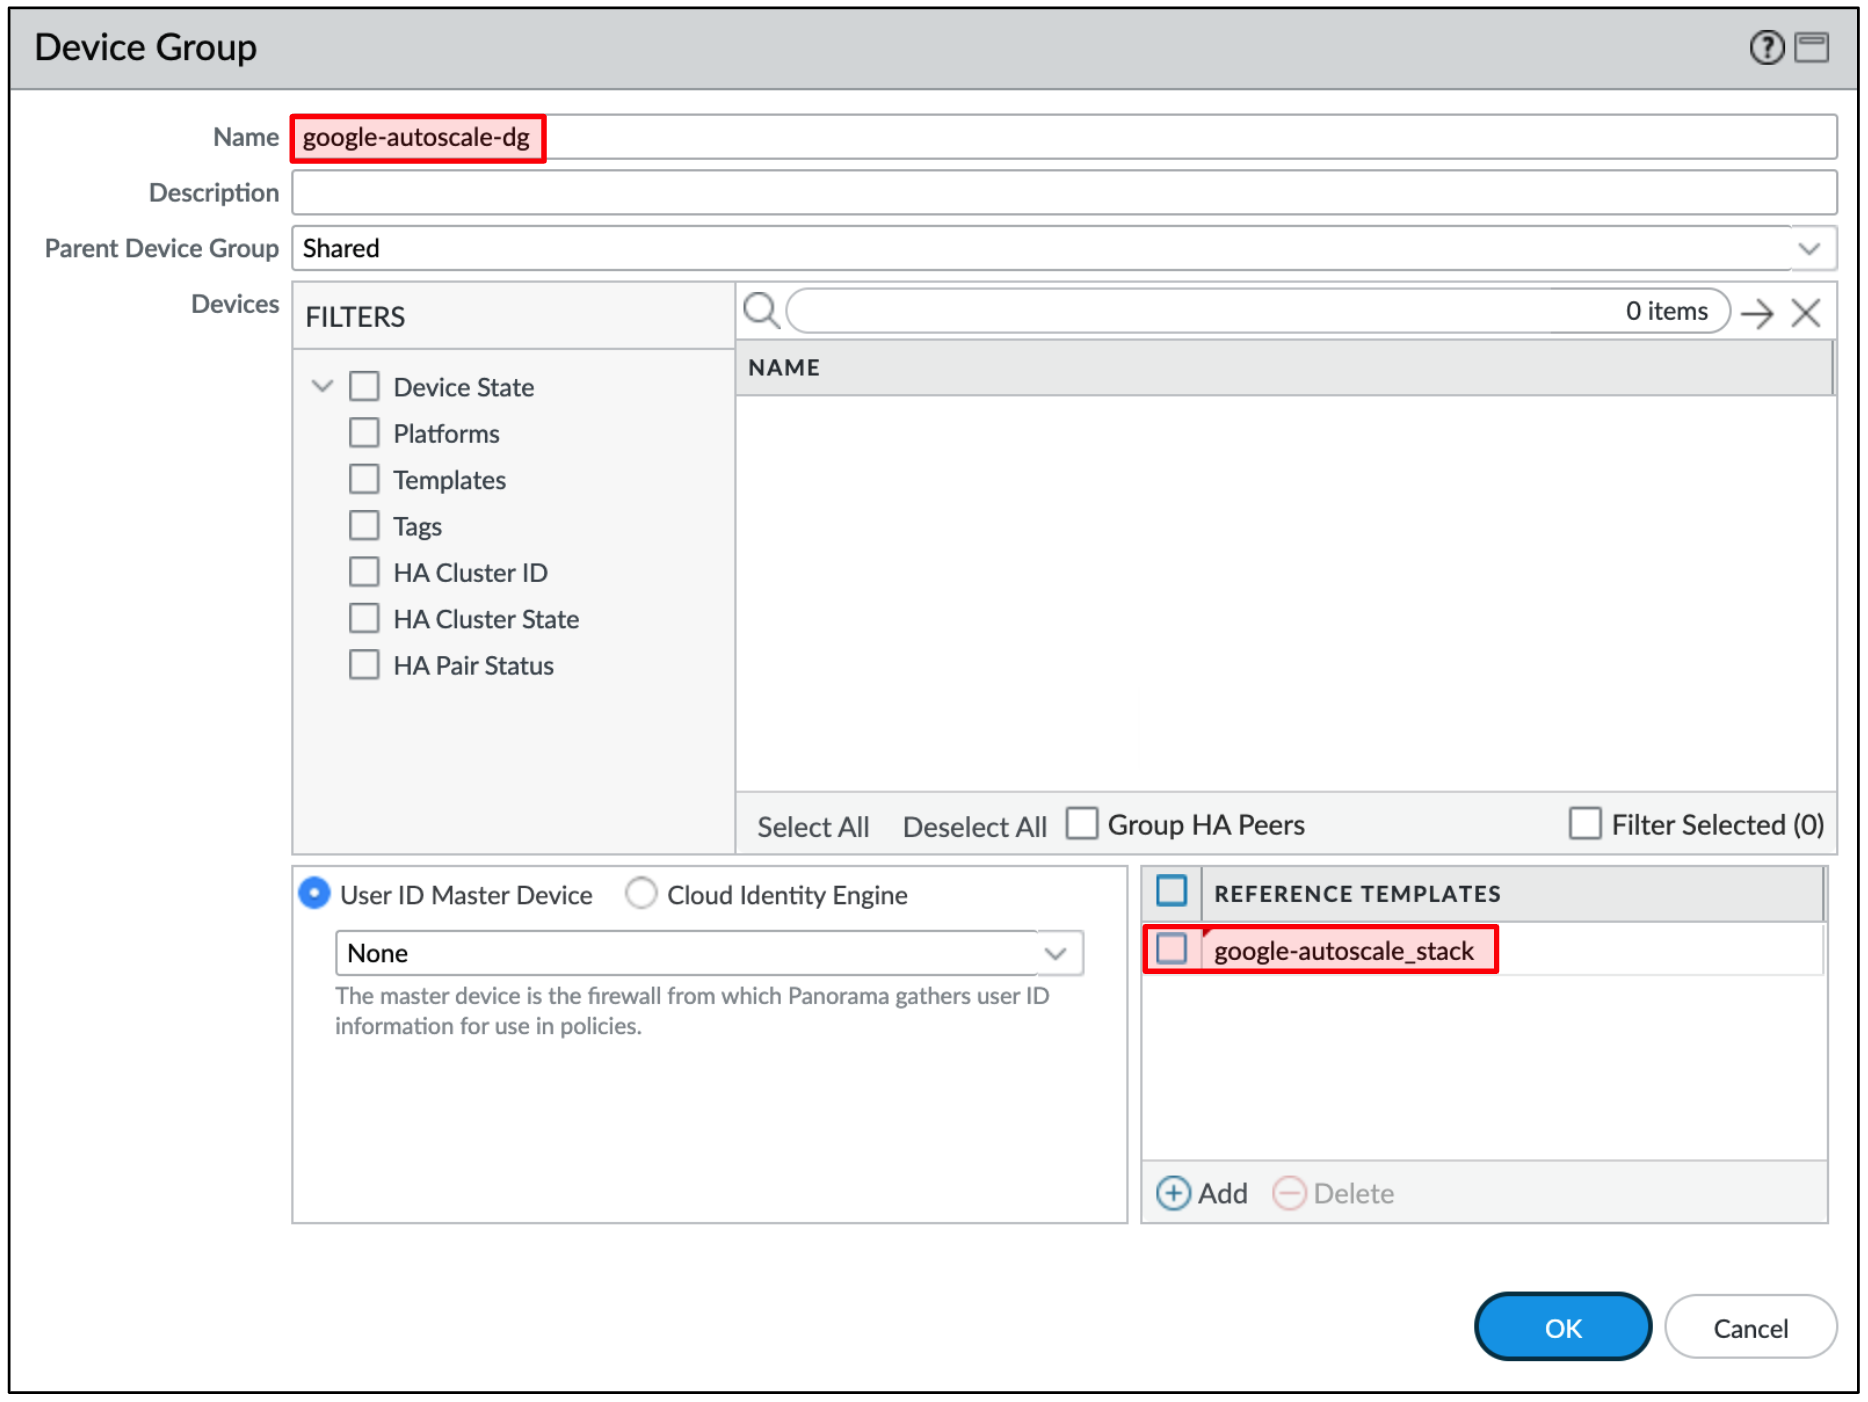 Device Group
Name google-autoscale-dg
Description
Parent Device Group Shared
Devices
FILTERS
0 items
NAME
Device State
Platforms
Templates
Tags
HA Cluster ID
HA Cluster State
HA Pair Status
Select All Deselect All Group HA Peers Filter Selected (0)
User ID Master Device Cloud Identity Engine
None
The master device is the firewall from which Panorama gathers user ID
information for use in policies.
REFERENCE TEMPLATES
google-autoscale_stack
Add Delete
OK Cancel